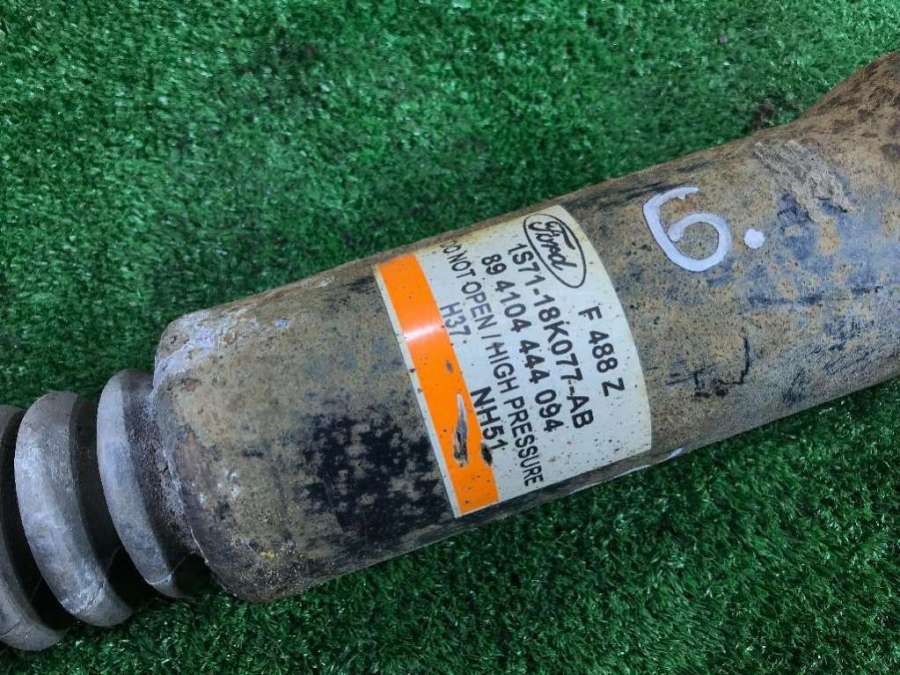 Ford
F 488 Z
1S71-18K077-AB
89 4104 444 094
DO NOT OPEN / HIGH PRESSURE
H37 NH51
6.